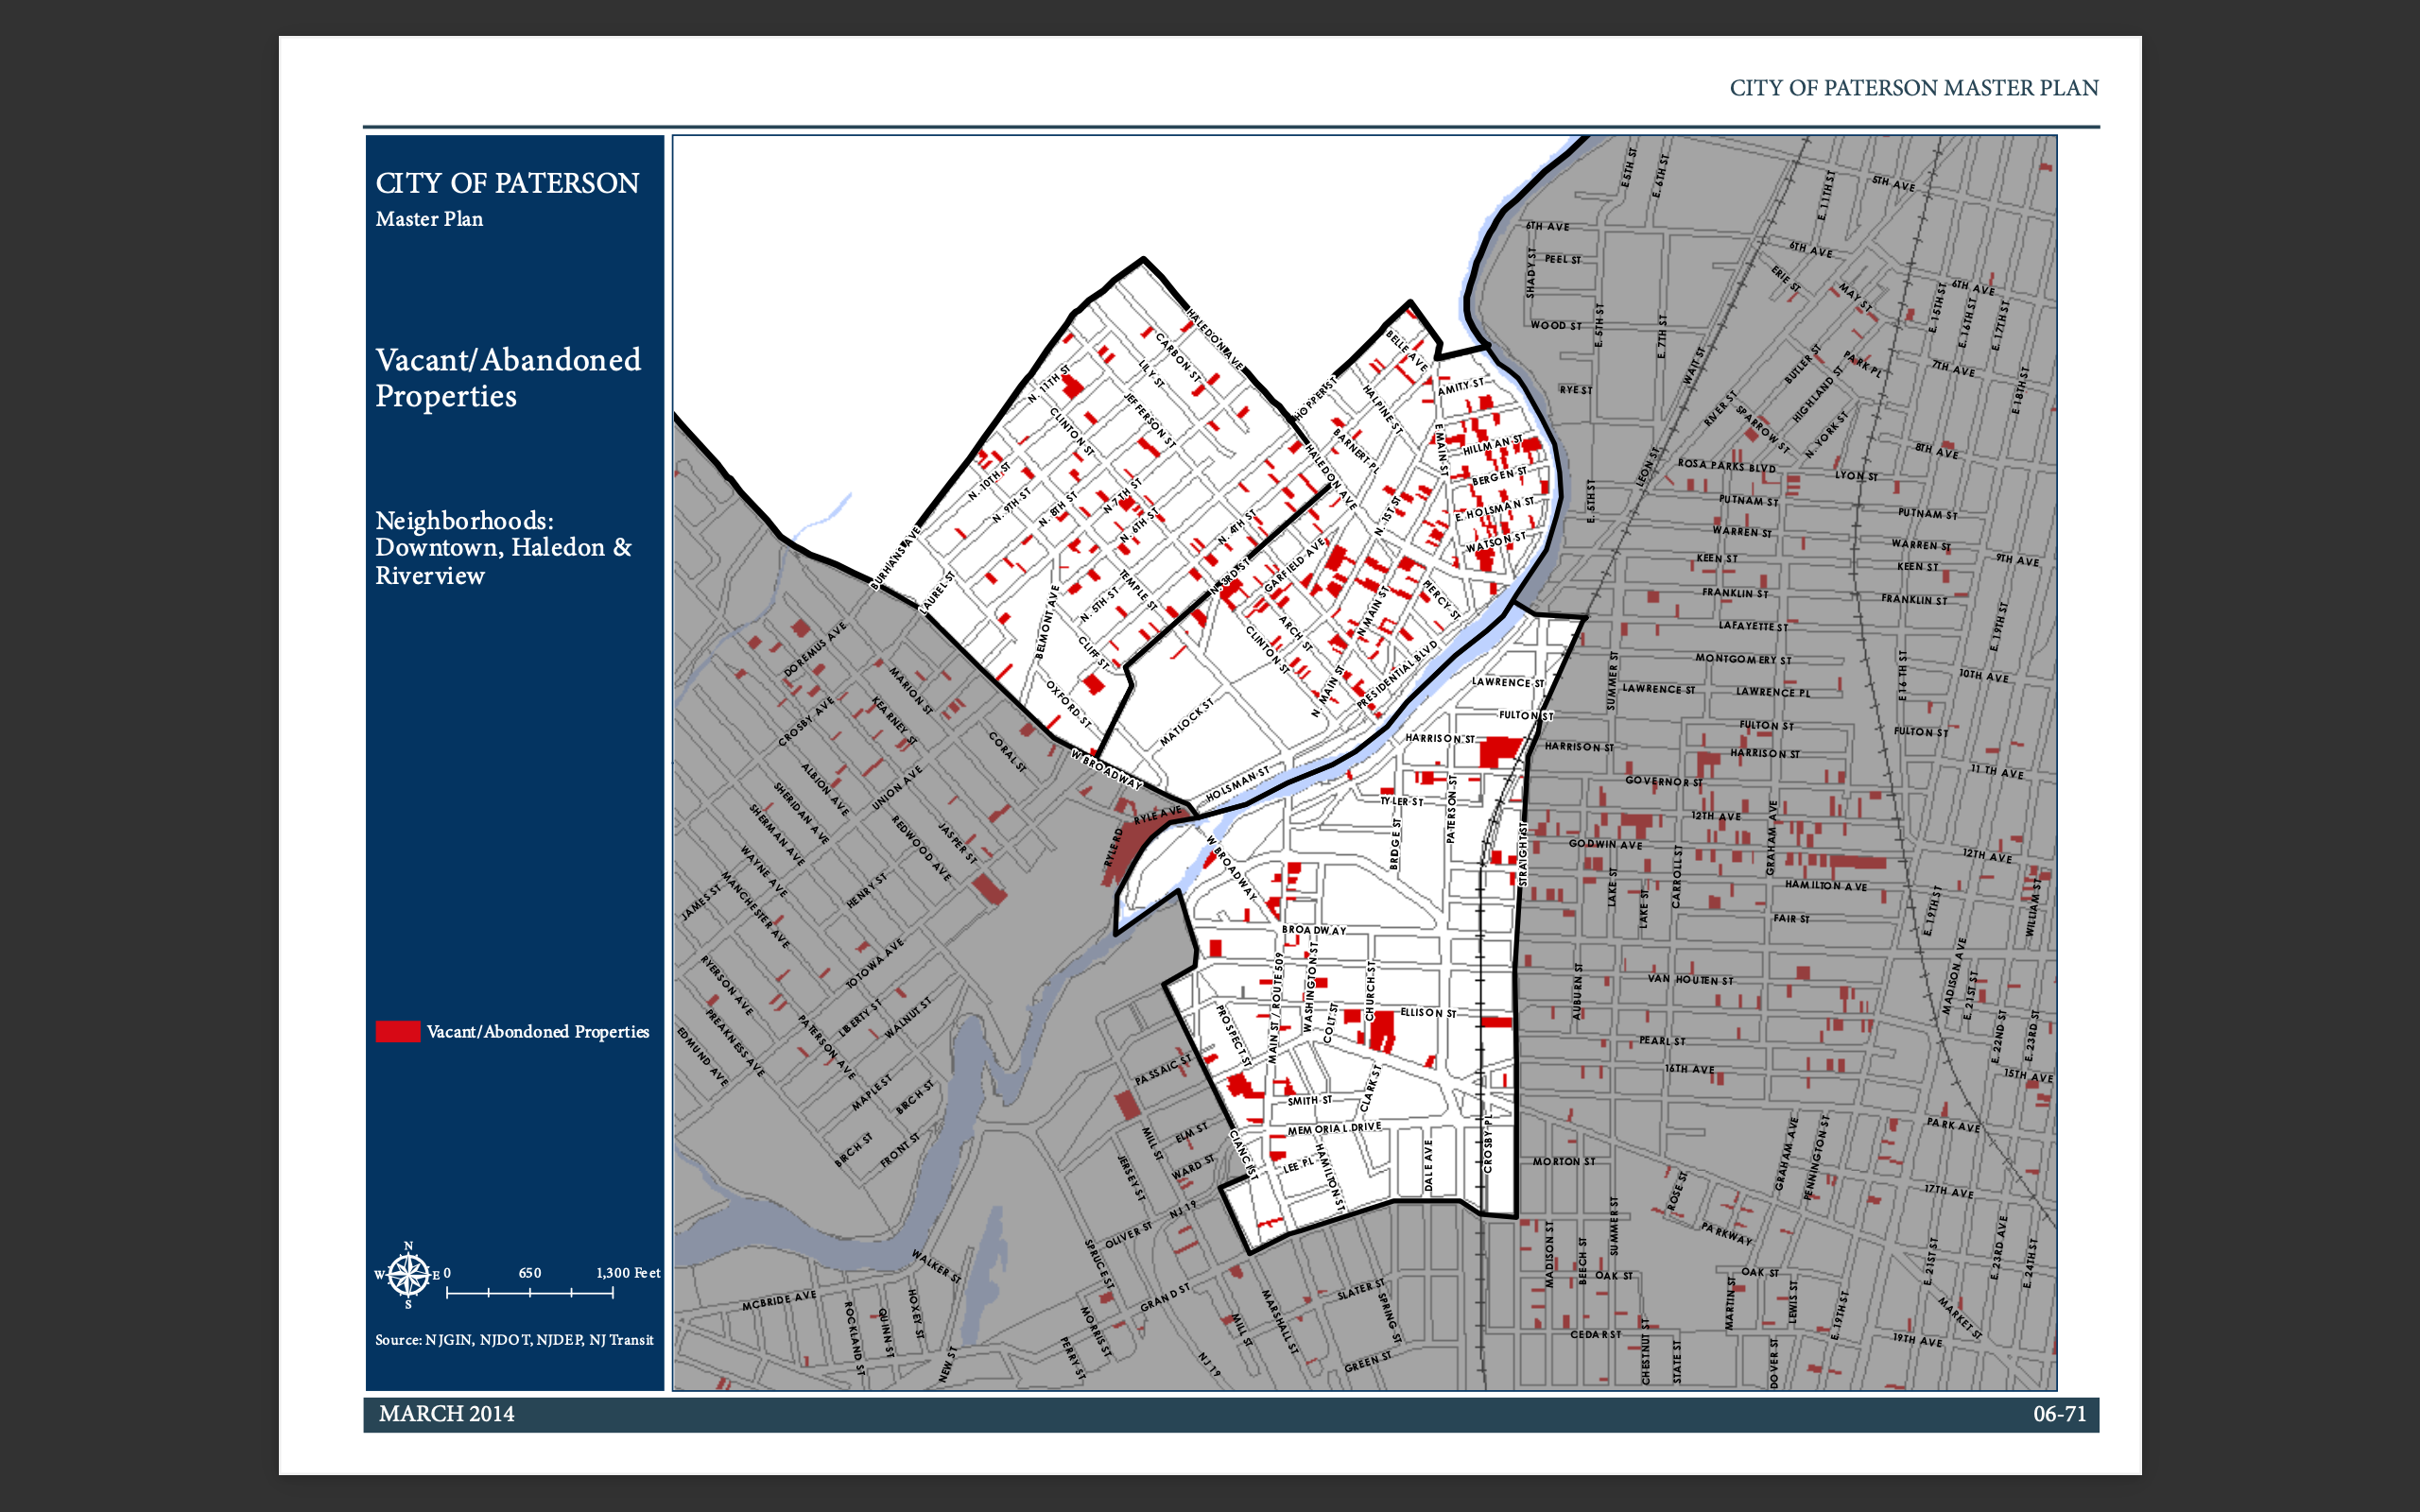 CITY OF PATERSON MASTER PLAN
CITY OF PATERSON
Master Plan
Vacant/Abandoned
Properties
Neighborhoods:
Downtown, Haledon &
Riverview
Vacant/Abondoned Properties
N
W
E
S
0 650 1,300 Feet
Source: NJGIN, NJDOT, NJDEP, NJ Transit
E 5TH ST
E. 6TH ST
E. 11TH ST
5TH AVE
6TH AVE
PEEL ST
SHADY ST
6TH AVE
ERIE ST
MAY ST
6TH AVE
E. 15TH ST
E. 16TH ST
E. 17TH ST
WOOD ST
E. 5TH ST
E. 7TH ST
WAIT ST
BUTLER ST
PARK PL
7TH AVE
E. 18TH ST
RYE ST
RIVER ST
SPARROW ST
HIGHLAND ST
N. YORK ST
8TH AVE
LEON ST
ROSA PARKS BLVD
LYON ST
E. 5TH ST
PUTNAM ST
PUTNAM ST
WARREN ST
WARREN ST
9TH AVE
KEEN ST
KEEN ST
FRANKLIN ST
FRANKLIN ST
LAFAYETTE ST
E. 19TH ST
MONTGOMERY ST
E 16 TH ST
10TH AVE
SUMMER ST
LAWRENCE ST
LAWRENCE PL
FULTON ST
FULTON ST
HARRISON ST
HARRISON ST
11 TH AVE
GOVERNOR ST
12TH AVE
GRAHAM AVE
GODWIN AVE
12TH AVE
LAKE ST
LAKE ST
CARROLL ST
HAMILTON AVE
FAIR ST
E. 19TH ST
WILLIAM ST
AUBURN ST
VAN HOUTEN ST
MADISON AVE
E. 21ST ST
PEARL ST
E. 22ND ST
E. 23RD ST
16TH AVE
15TH AVE
PARK AVE
MORTON ST
ROSE ST
GRAHAM AVE
PENNINGTON ST
17TH AVE
PARKWAY
MADISON ST
BEECH ST
SUMMER ST
OAK ST
OAK ST
MARTIN ST
LEWIS ST
E. 21ST ST
E. 23RD AVE
E. 24TH ST
CEDAR ST
CHESTNUT ST
STATE ST
DOVER ST
E. 19TH ST
MARKET ST
19TH AVE
HALEDON AVE
CARBON ST
LILY ST
N. 11TH ST
JEFFERSON ST
CLINTON ST
N. 10TH ST
N. 9TH ST
N. 8TH ST
N 7TH ST
N. 6TH ST
N. 4TH ST
BURHANS AVE
LAUREL ST
BELMONT AVE
N. 5TH ST
TEMPLE ST
CLIFF ST
OXFORD ST
N. 3RD ST
HOPPER ST
BELLE AVE
HALPINE ST
AMITY ST
BARNERT PL
E MAIN ST
HILLMAN ST
HALEDON AVE
BERGEN ST
N. 1ST ST
E. HOLSMAN ST
WATSON ST
GARFIELD AVE
PIERCY ST
N MAIN ST
ARCH ST
CLINTON ST
N. MAIN ST
PRESIDENTIAL BLVD
MATLOCK ST
W BROADWAY
HOLSMAN ST
RYLE AVE
RYLE RD
LAWRENCE ST
FULTON ST
HARRISON ST
TYLER ST
PATERSON ST
BRDGE ST
STRAIGHT ST
W BROADWAY
BROADWAY
MAIN ST / ROUTE 509
WASHINGTON ST
CHURCH ST
COLT ST
ELLISON ST
PROSPECT ST
CLARK ST
SMITH ST
MEMORIAL DRIVE
CIANCI ST
LEE PL
HAMILTON ST
DALE AVE
CROSBY PL
DOREMUS AVE
MARION ST
CROSBY AVE
KEARNEY ST
CORAL ST
ALBION AVE
UNION AVE
SHERIDAN AVE
SHERMAN AVE
REDWOOD AVE
JASPER ST
WAYNE AVE
MANCHESTER AVE
HENRY ST
JAMES ST
RYERSON AVE
TOTOWA AVE
LIBERTY ST
WALNUT ST
PATERSON AVE
PREAKNESS AVE
EDMUND AVE
MAPLE ST
BIRCH ST
BIRCH ST
FRONT ST
PASSAIC ST
MILL ST
ELM ST
WARD ST
JERSEY ST
NJ 19
OLIVER ST
SPRUCE ST
GRAND ST
WALKER ST
MCBRIDE AVE
ROCKLAND ST
QUINN ST
HOXEY ST
NEW ST
MORRIS ST
PERRY ST
MILL ST
MARSHALL ST
SLATER ST
SPRING ST
NJ 19
GREEN ST
MARCH 2014
06-71